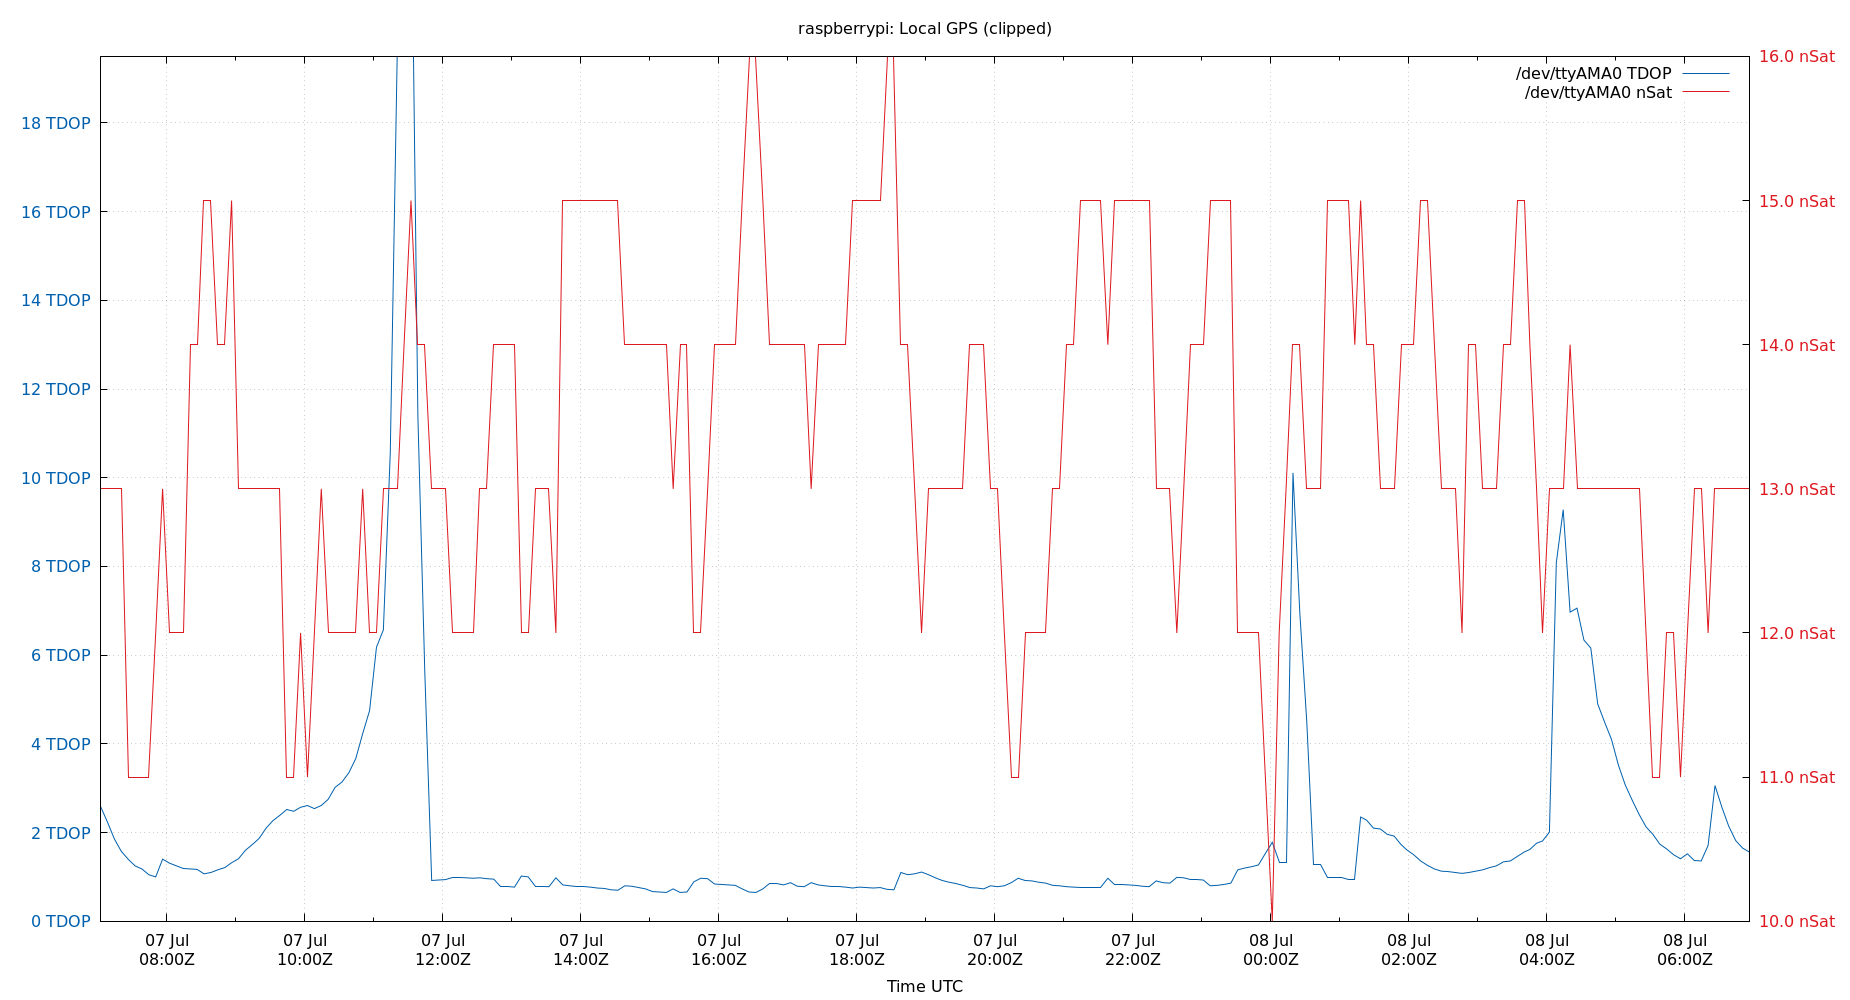 raspberrypi: Local GPS (clipped)
/dev/ttyAMA0 TDOP
/dev/ttyAMA0 nSat
18 TDOP
16 TDOP
14 TDOP
12 TDOP
10 TDOP
8 TDOP
6 TDOP
4 TDOP
2 TDOP
0 TDOP
16.0 nSat
15.0 nSat
14.0 nSat
13.0 nSat
12.0 nSat
11.0 nSat
10.0 nSat
07 Jul
08:00Z
07 Jul
10:00Z
07 Jul
12:00Z
07 Jul
14:00Z
07 Jul
16:00Z
07 Jul
18:00Z
07 Jul
20:00Z
07 Jul
22:00Z
08 Jul
00:00Z
08 Jul
02:00Z
08 Jul
04:00Z
08 Jul
06:00Z
Time UTC